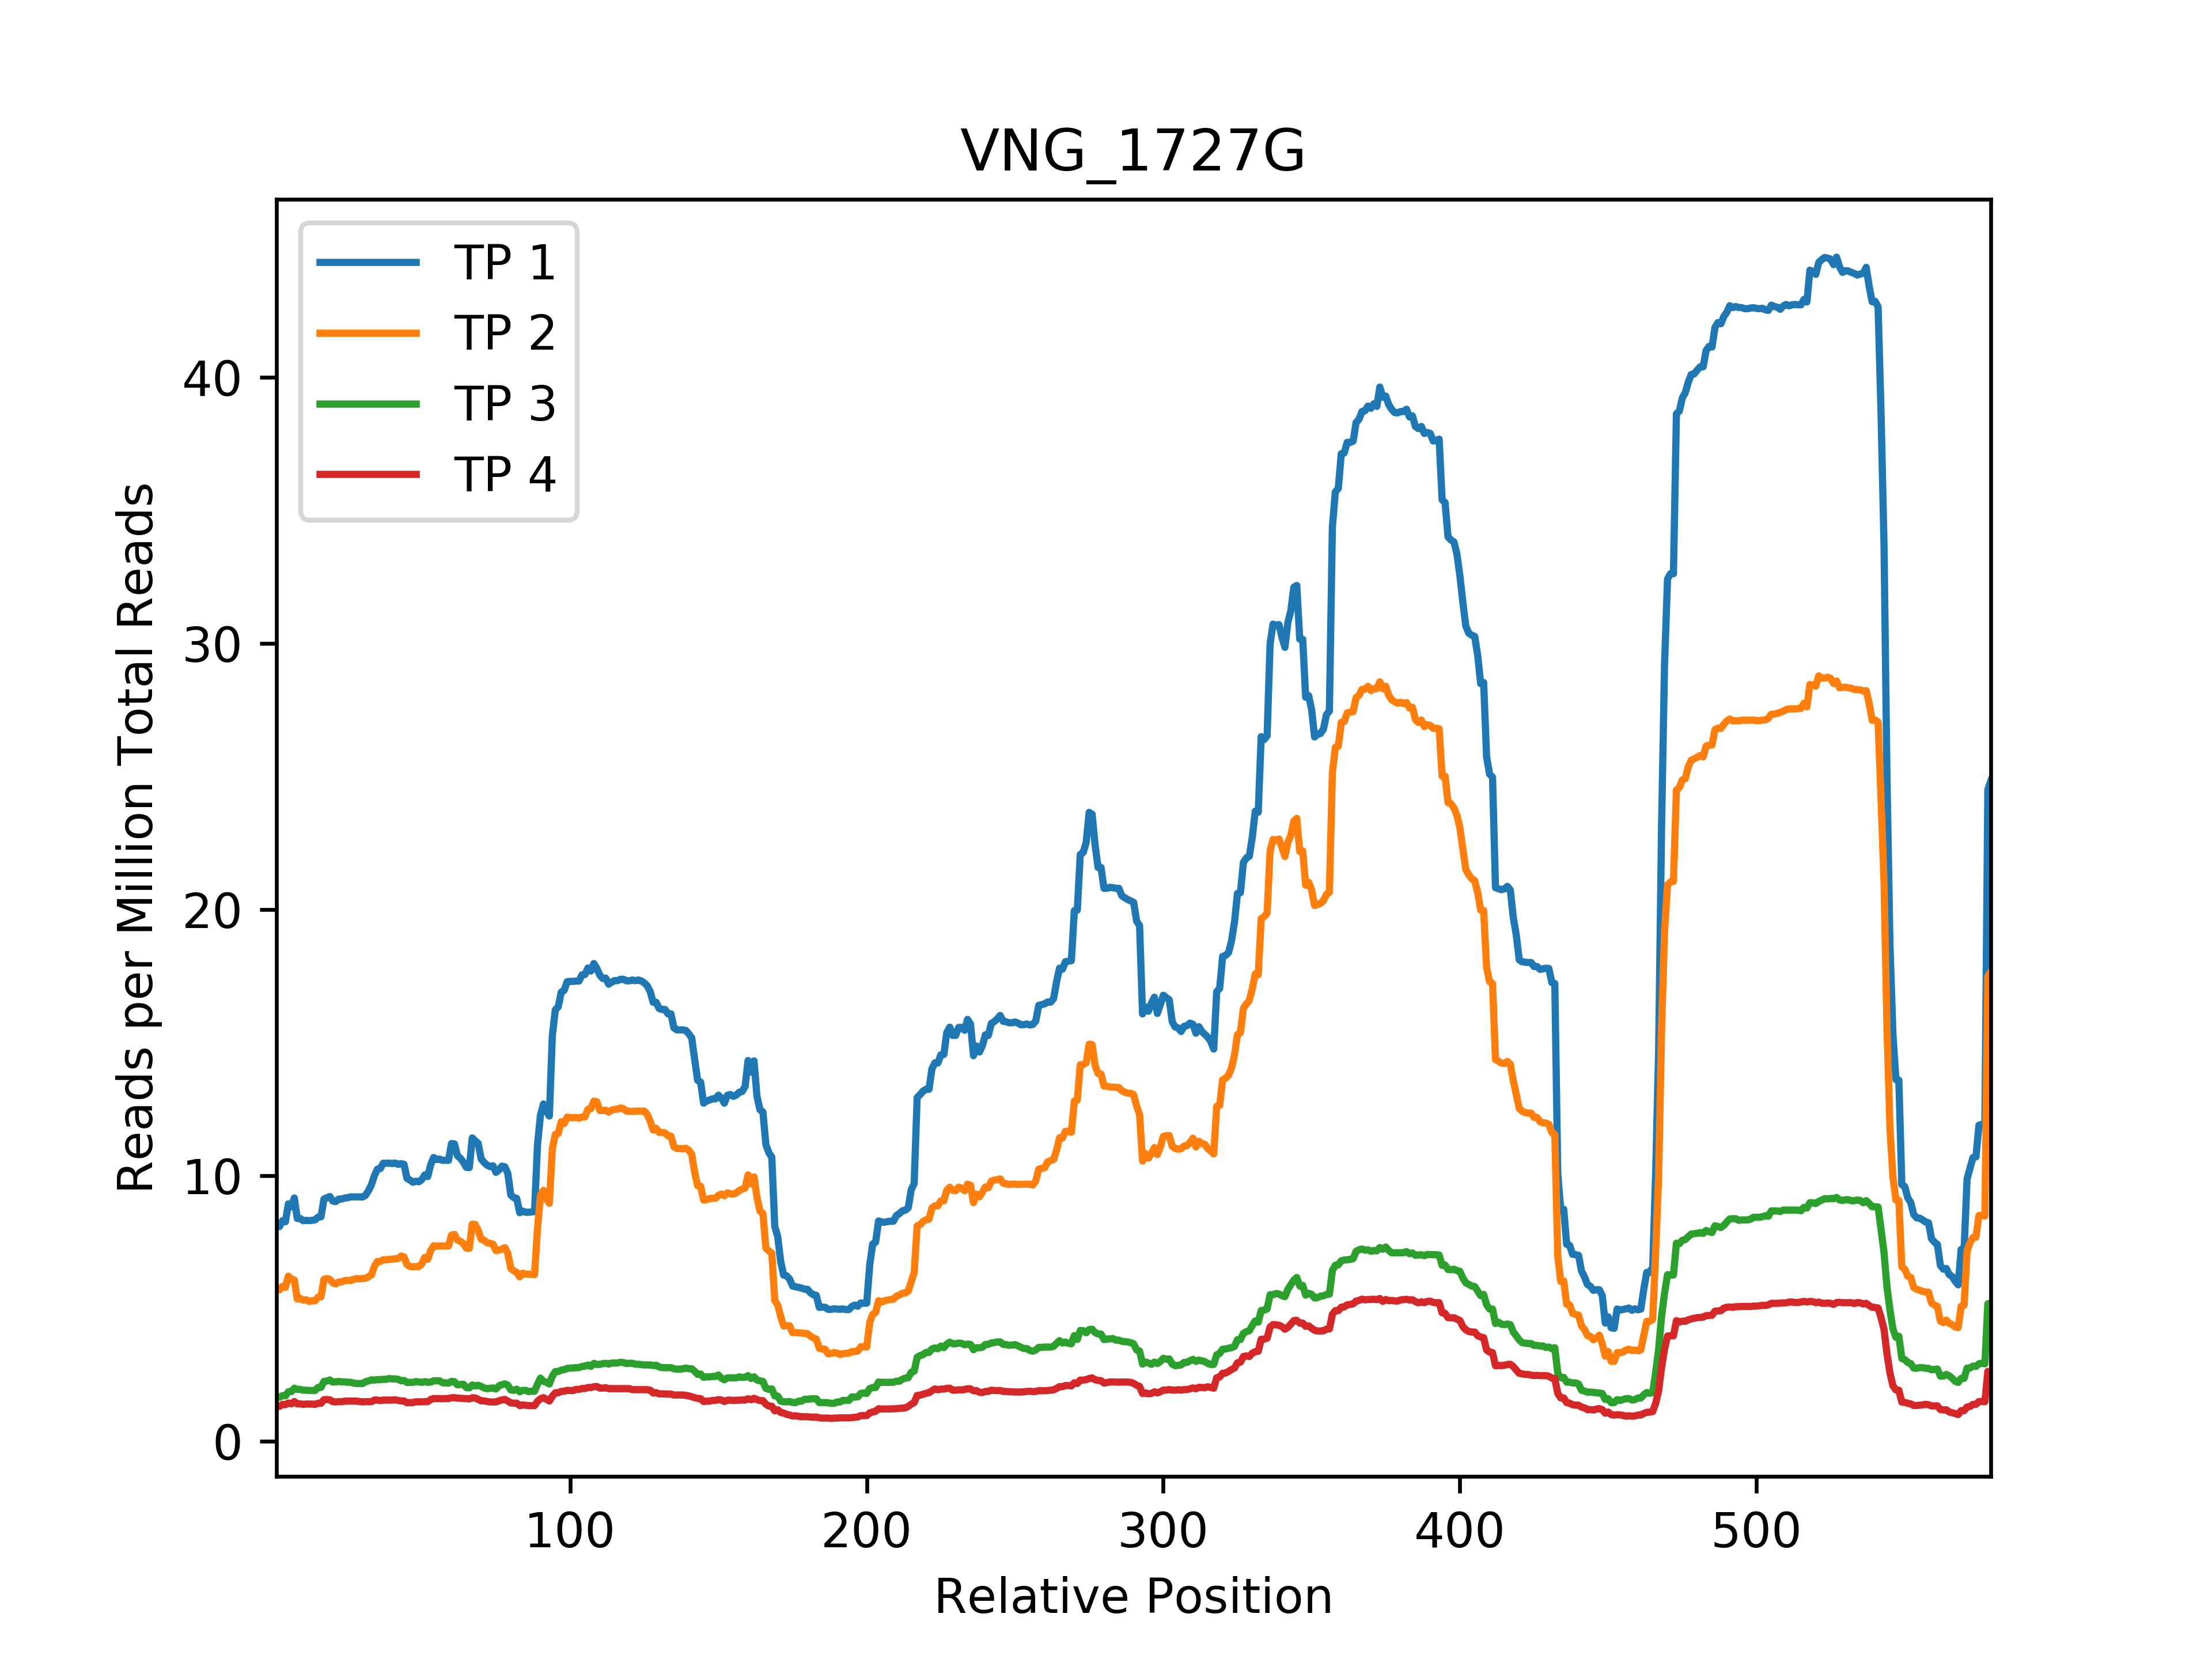 VNG_1727G
TP 1
TP 2
TP 3
TP 4
Reads per Million Total Reads
40
30
20
10
0
100 200 300 400 500
Relative Position